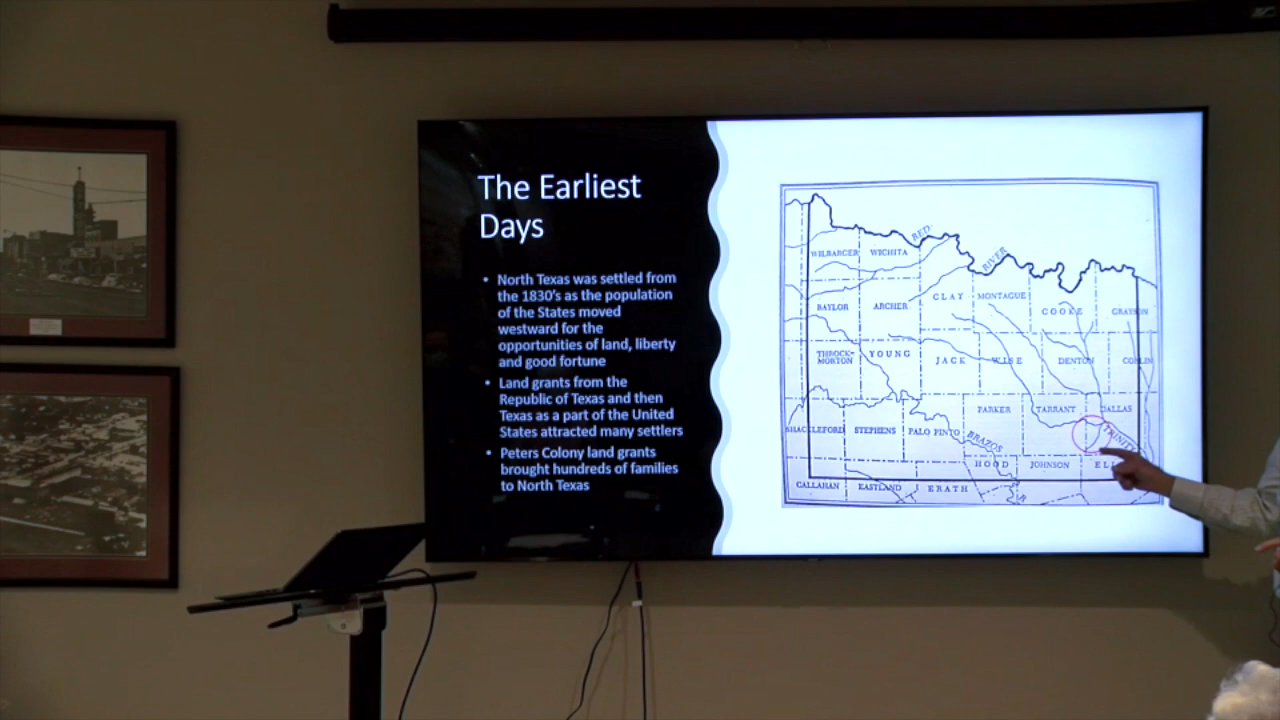 The Earliest
Days
• North Texas was settled from
the 1830's as the population
of the States moved
westward for the
opportunities of land, liberty
and good fortune
• Land grants from the
Republic of Texas and then
Texas as a part of the United
States attracted many settlers
• Peters Colony land grants
brought hundreds of families
to North Texas
RED
RIVER
WILBARGER
WICHITA
BAYLOR
ARCHER
CLAY
MONTAGUE
COOKE
GRAYSON
THROCK-
MORTON
YOUNG
JACK
WISE
DENTON
COLLIN
SHACKLEFORD
STEPHENS
PALO PINTO
PARKER
TARRANT
DALLAS
BRAZOS
TRINITY
HOOD
JOHNSON
CALLAHAN
EASTLAND
ERATH